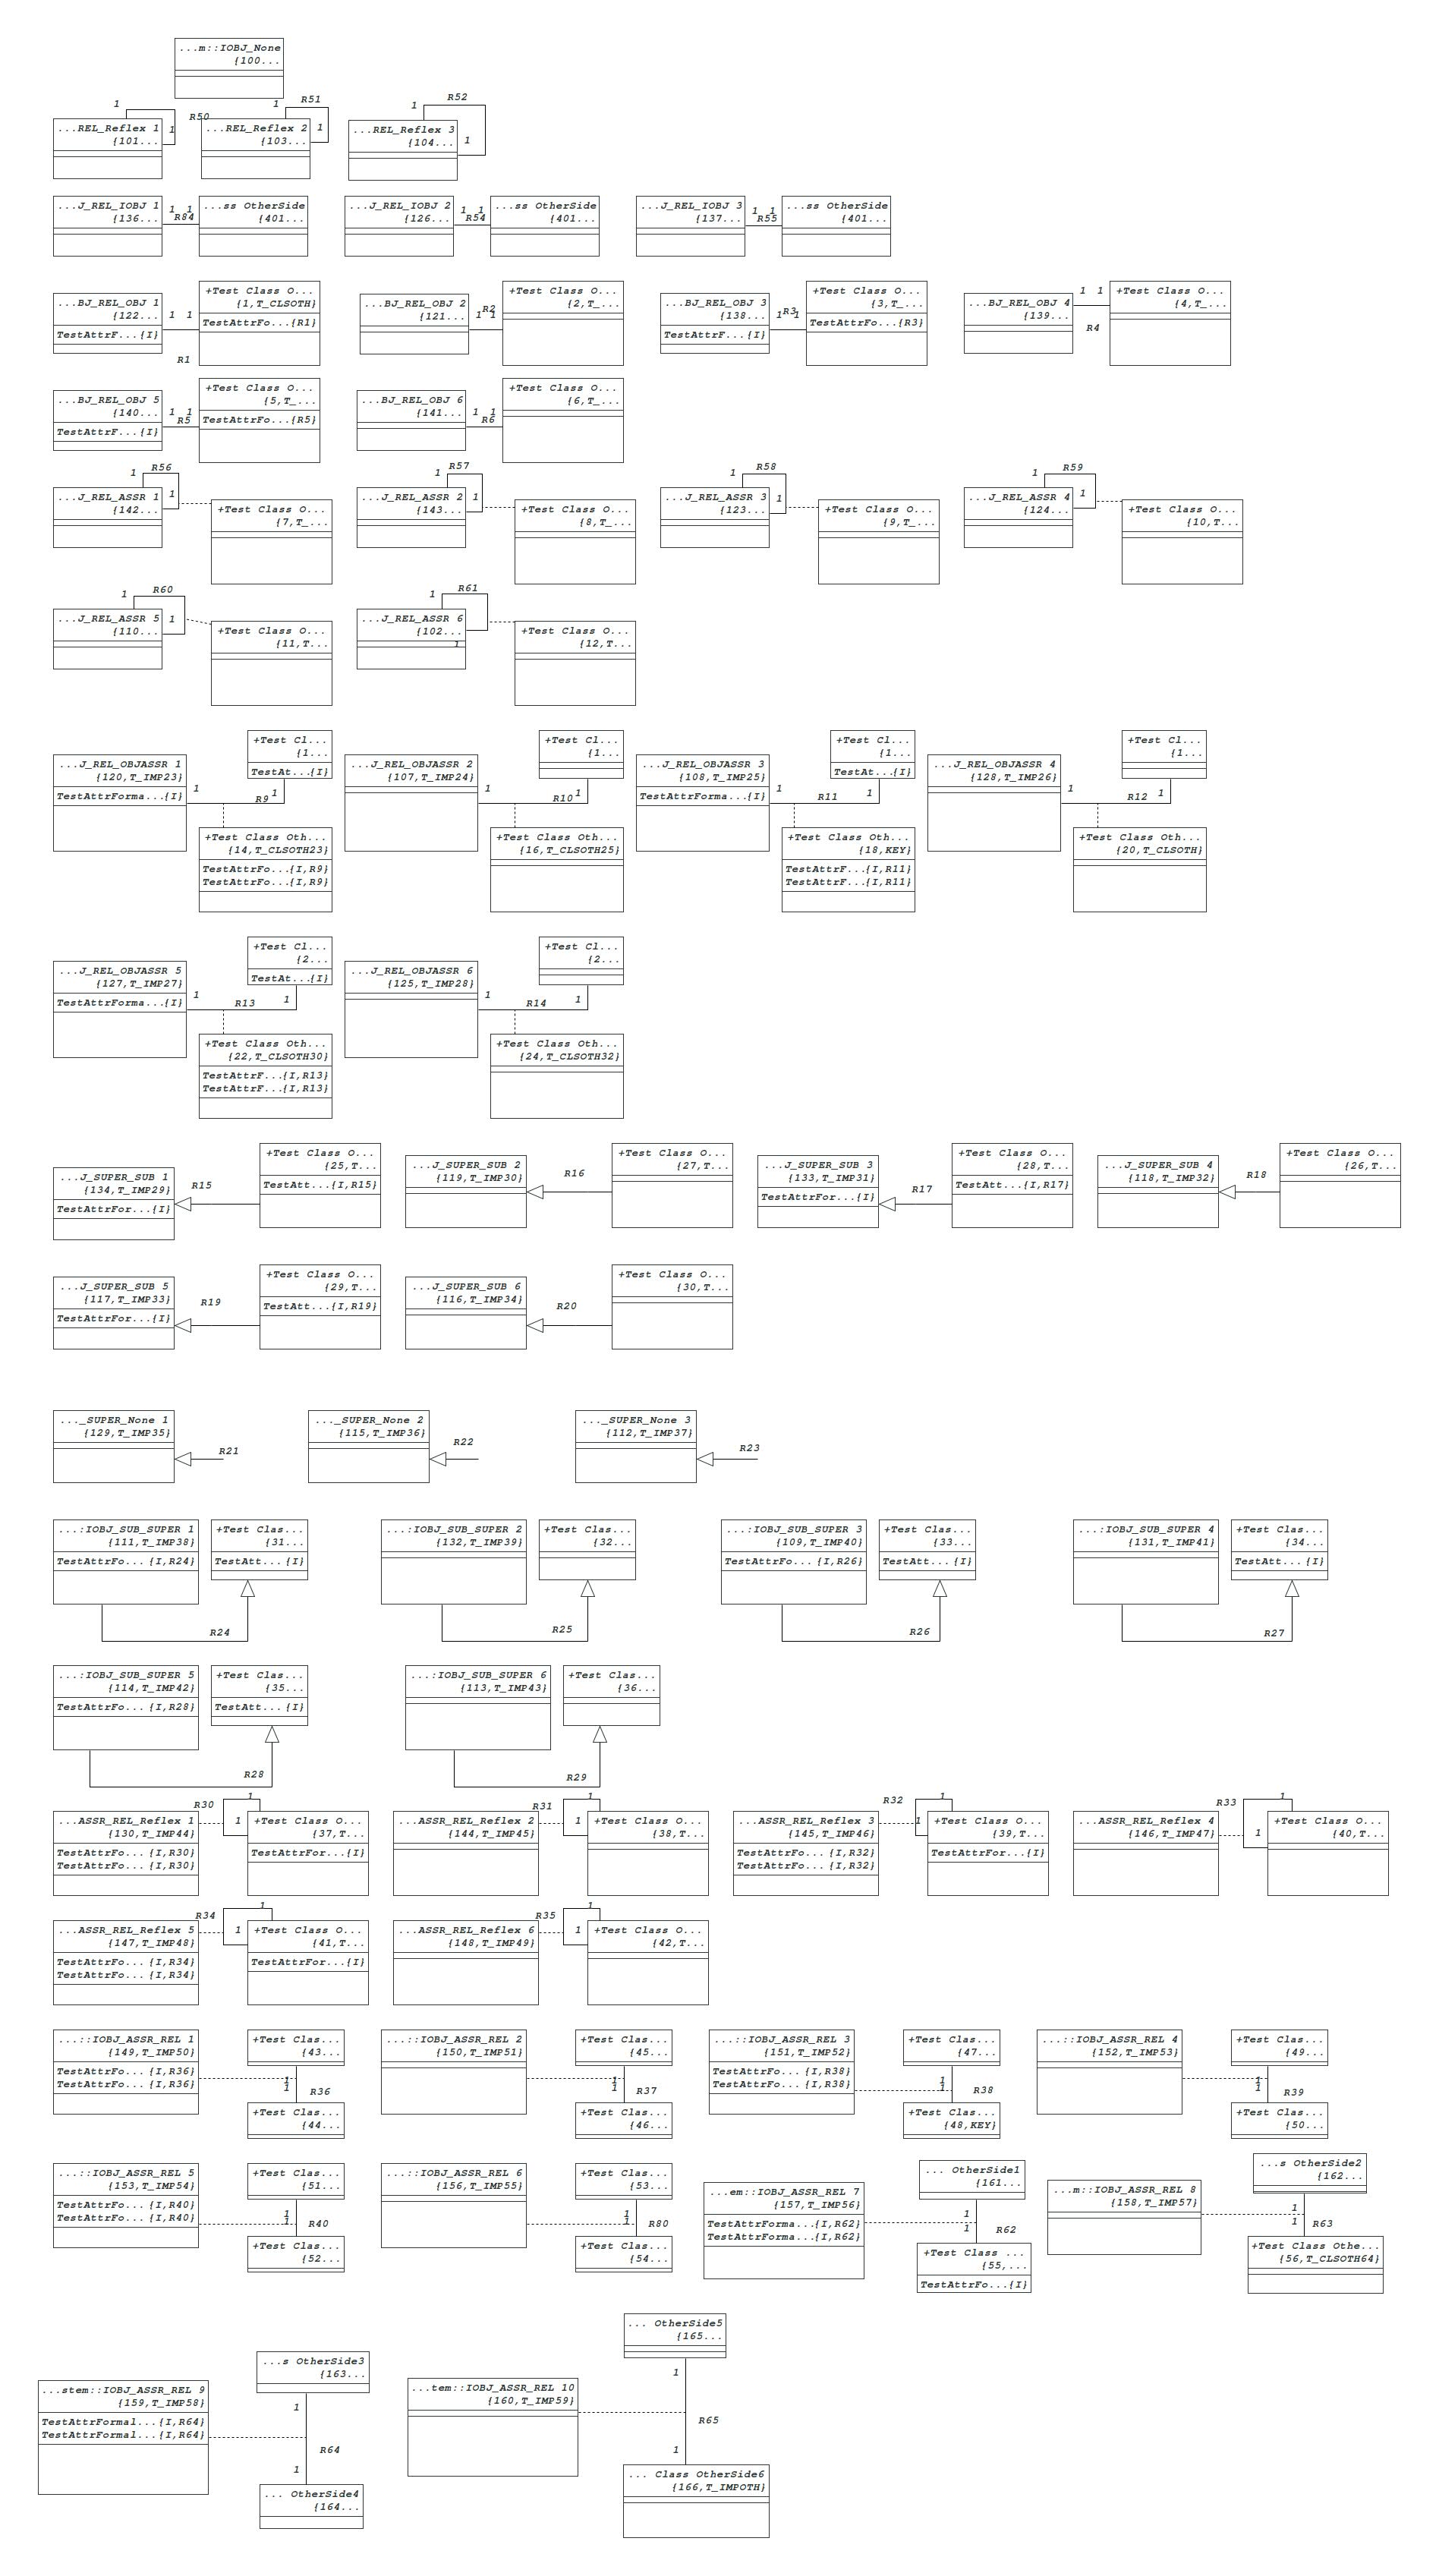 ...m::IOBJ_None
{100...
1
R50
1
...REL_Reflex 1
{101...
1
R51
1
...REL_Reflex 2
{103...
1
R52
1
...REL_Reflex 3
{104...
...J_REL_IOBJ 1
{136...
1 1
R84
...ss OtherSide
{401...
...J_REL_IOBJ 2
{126...
1 1
R54
...ss OtherSide
{401...
...J_REL_IOBJ 3
{137...
1 1
R55
...ss OtherSide
{401...
...BJ_REL_OBJ 1
{122...
TestAttrF...{I}
1 1
R1
+Test Class O...
{1,T_CLSOTH}
TestAttrFo...{R1}
...BJ_REL_OBJ 2
{121...
R2
1 1
+Test Class O...
{2,T_...
...BJ_REL_OBJ 3
{138...
TestAttrF...{I}
R3
1 1
+Test Class O...
{3,T_...
TestAttrFo...{R3}
...BJ_REL_OBJ 4
{139...
1 1
R4
+Test Class O...
{4,T_...
...BJ_REL_OBJ 5
{140...
TestAttrF...{I}
1 1
R5
+Test Class O...
{5,T_...
TestAttrFo...{R5}
...BJ_REL_OBJ 6
{141...
1 1
R6
+Test Class O...
{6,T_...
1
R56
1
...J_REL_ASSR 1
{142...
+Test Class O...
{7,T_...
1
R57
1
...J_REL_ASSR 2
{143...
+Test Class O...
{8,T_...
1
R58
1
...J_REL_ASSR 3
{123...
+Test Class O...
{9,T_...
1
R59
1
...J_REL_ASSR 4
{124...
+Test Class O...
{10,T...
1
R60
1
...J_REL_ASSR 5
{110...
+Test Class O...
{11,T...
1
R61
...J_REL_ASSR 6
{102...
1
+Test Class O...
{12,T...
...J_REL_OBJASSR 1
{120,T_IMP23}
TestAttrForma...{I}
1
R9
1
+Test Cl...
{1...
TestAt...{I}
+Test Class Oth...
{14,T_CLSOTH23}
TestAttrFo...{I,R9}
TestAttrFo...{I,R9}
...J_REL_OBJASSR 2
{107,T_IMP24}
1
R10
1
+Test Cl...
{1...
+Test Class Oth...
{16,T_CLSOTH25}
...J_REL_OBJASSR 3
{108,T_IMP25}
TestAttrForma...{I}
1
R11
1
+Test Cl...
{1...
TestAt...{I}
+Test Class Oth...
{18,KEY}
TestAttrF...{I,R11}
TestAttrF...{I,R11}
...J_REL_OBJASSR 4
{128,T_IMP26}
1
R12
1
+Test Cl...
{1...
+Test Class Oth...
{20,T_CLSOTH}
...J_REL_OBJASSR 5
{127,T_IMP27}
TestAttrForma...{I}
1
R13
1
+Test Cl...
{2...
TestAt...{I}
+Test Class Oth...
{22,T_CLSOTH30}
TestAttrF...{I,R13}
TestAttrF...{I,R13}
...J_REL_OBJASSR 6
{125,T_IMP28}
1
R14
1
+Test Cl...
{2...
+Test Class Oth...
{24,T_CLSOTH32}
...J_SUPER_SUB 1
{134,T_IMP29}
TestAttrFor...{I}
R15
+Test Class O...
{25,T...
TestAtt...{I,R15}
...J_SUPER_SUB 2
{119,T_IMP30}
R16
+Test Class O...
{27,T...
...J_SUPER_SUB 3
{133,T_IMP31}
TestAttrFor...{I}
R17
+Test Class O...
{28,T...
TestAtt...{I,R17}
...J_SUPER_SUB 4
{118,T_IMP32}
R18
+Test Class O...
{26,T...
...J_SUPER_SUB 5
{117,T_IMP33}
TestAttrFor...{I}
R19
+Test Class O...
{29,T...
TestAtt...{I,R19}
...J_SUPER_SUB 6
{116,T_IMP34}
R20
+Test Class O...
{30,T...
..._SUPER_None 1
{129,T_IMP35}
R21
..._SUPER_None 2
{115,T_IMP36}
R22
..._SUPER_None 3
{112,T_IMP37}
R23
...:IOBJ_SUB_SUPER 1
{111,T_IMP38}
TestAttrFo...{I,R24}
R24
+Test Clas...
{31...
TestAtt...{I}
...:IOBJ_SUB_SUPER 2
{132,T_IMP39}
R25
+Test Clas...
{32...
...:IOBJ_SUB_SUPER 3
{109,T_IMP40}
TestAttrFo...{I,R26}
R26
+Test Clas...
{33...
TestAtt...{I}
...:IOBJ_SUB_SUPER 4
{131,T_IMP41}
R27
+Test Clas...
{34...
TestAtt...{I}
...:IOBJ_SUB_SUPER 5
{114,T_IMP42}
TestAttrFo...{I,R28}
R28
+Test Clas...
{35...
TestAtt...{I}
...:IOBJ_SUB_SUPER 6
{113,T_IMP43}
R29
+Test Clas...
{36...
...ASSR_REL_Reflex 1
{130,T_IMP44}
TestAttrFo...{I,R30}
TestAttrFo...{I,R30}
R30
1
1
+Test Class O...
{37,T...
TestAttrFor...{I}
...ASSR_REL_Reflex 2
{144,T_IMP45}
R31
1
1
+Test Class O...
{38,T...
...ASSR_REL_Reflex 3
{145,T_IMP46}
TestAttrFo...{I,R32}
TestAttrFo...{I,R32}
R32
1
1
+Test Class O...
{39,T...
TestAttrFor...{I}
...ASSR_REL_Reflex 4
{146,T_IMP47}
R33
1
1
+Test Class O...
{40,T...
...ASSR_REL_Reflex 5
{147,T_IMP48}
TestAttrFo...{I,R34}
TestAttrFo...{I,R34}
R34
1
1
+Test Class O...
{41,T...
TestAttrFor...{I}
...ASSR_REL_Reflex 6
{148,T_IMP49}
R35
1
1
+Test Class O...
{42,T...
...::IOBJ_ASSR_REL 1
{149,T_IMP50}
TestAttrFo...{I,R36}
TestAttrFo...{I,R36}
+Test Clas...
{43...
1
1
R36
+Test Clas...
{44...
...::IOBJ_ASSR_REL 2
{150,T_IMP51}
+Test Clas...
{45...
1
1
R37
+Test Clas...
{46...
...::IOBJ_ASSR_REL 3
{151,T_IMP52}
TestAttrFo...{I,R38}
TestAttrFo...{I,R38}
+Test Clas...
{47...
1
1
R38
+Test Clas...
{48,KEY}
...::IOBJ_ASSR_REL 4
{152,T_IMP53}
+Test Clas...
{49...
1
1
R39
+Test Clas...
{50...
...::IOBJ_ASSR_REL 5
{153,T_IMP54}
TestAttrFo...{I,R40}
TestAttrFo...{I,R40}
+Test Clas...
{51...
1
1
R40
+Test Clas...
{52...
...::IOBJ_ASSR_REL 6
{156,T_IMP55}
+Test Clas...
{53...
1
1
R80
+Test Clas...
{54...
...em::IOBJ_ASSR_REL 7
{157,T_IMP56}
TestAttrForma...{I,R62}
TestAttrForma...{I,R62}
... OtherSide1
{161...
1
1
R62
+Test Class ...
{55,...
TestAttrFo...{I}
...m::IOBJ_ASSR_REL 8
{158,T_IMP57}
...s OtherSide2
{162...
1
1
R63
+Test Class Othe...
{56,T_CLSOTH64}
...stem::IOBJ_ASSR_REL 9
{159,T_IMP58}
TestAttrFormal...{I,R64}
TestAttrFormal...{I,R64}
...s OtherSide3
{163...
1
R64
1
... OtherSide4
{164...
...tem::IOBJ_ASSR_REL 10
{160,T_IMP59}
... OtherSide5
{165...
1
R65
1
... Class OtherSide6
{166,T_IMPOTH}